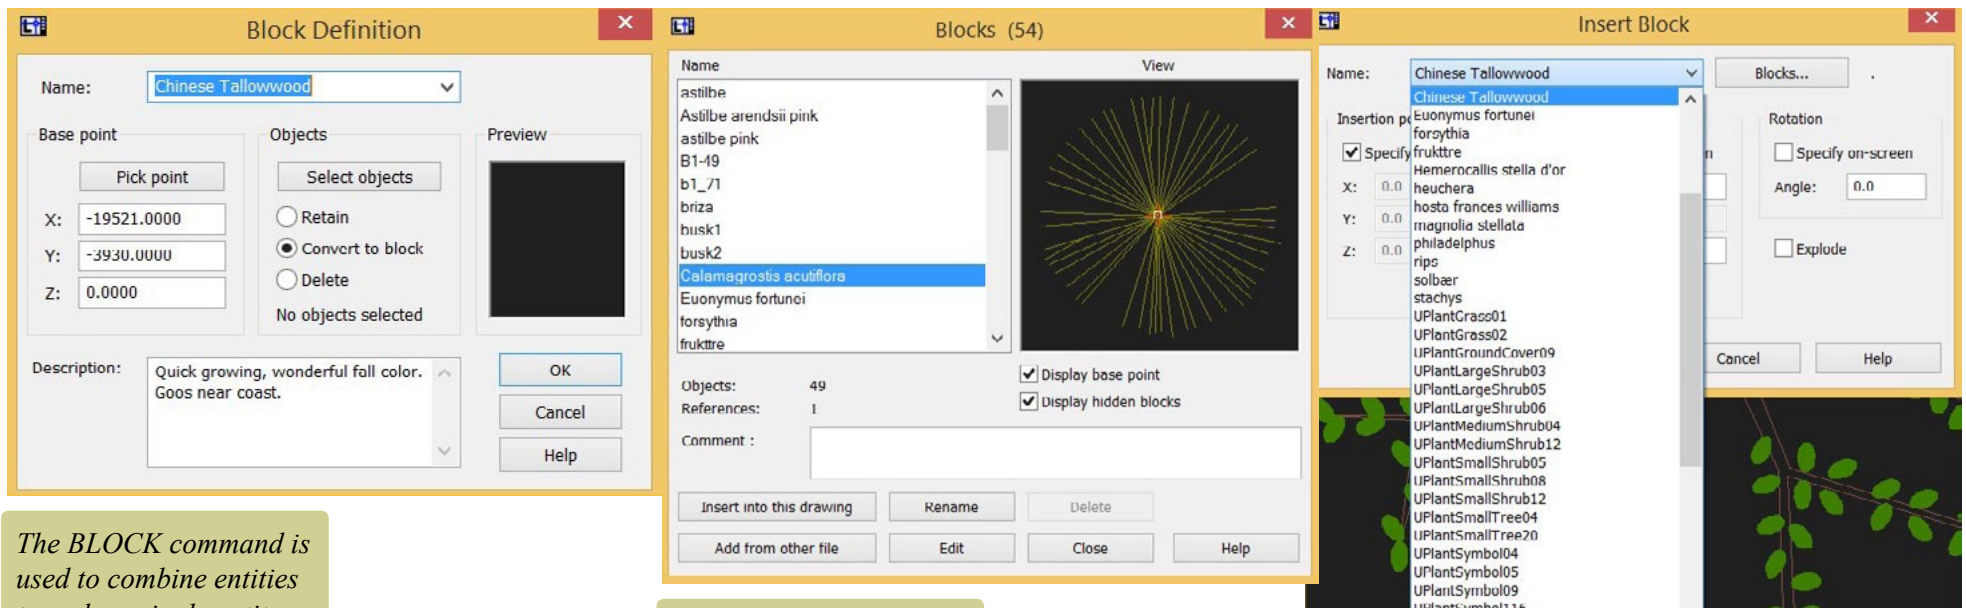 Block Definition
Name:
Chinese Tallowwood
Base point
Pick point
X:
-19521.0000
Y:
-3930.0000
Z:
0.0000
Objects
Select objects
Retain
Convert to block
Delete
No objects selected
Preview
Description:
Quick growing, wonderful fall color.
Goos near coast.
OK
Cancel
Help
The BLOCK command is
used to combine entities
Blocks (54)
Name
View
astilbe
Astilbe arendsii pink
astilbe pink
B1-49
b1_71
briza
busk1
busk2
Calamagrostis acutiflora
Euonymus fortunei
forsythia
frukttre
Objects: 49
References: 1
Display base point
Display hidden blocks
Comment :
Insert into this drawing
Rename
Delete
Add from other file
Edit
Close
Help
Insert Block
Name:
Chinese Tallowwood
Blocks...
.
Insertion po
Specify
X: 0.0
Y: 0.0
Z: 0.0
Chinese Tallowwood
Euonymus fortunei
forsythia
frukttre
Hemerocallis stella d'or
heuchera
hosta frances williams
magnolia stellata
philadelphus
rips
solbær
stachys
UPlantGrass01
UPlantGrass02
UPlantGroundCover09
UPlantLargeShrub03
UPlantLargeShrub05
UPlantLargeShrub06
UPlantMediumShrub04
UPlantMediumShrub12
UPlantSmallShrub05
UPlantSmallShrub08
UPlantSmallShrub12
UPlantSmallTree04
UPlantSmallTree20
UPlantSymbol04
UPlantSymbol05
UPlantSymbol09
UPlantSymbol116
n
Rotation
Specify on-screen
Angle: 0.0
Explode
Cancel
Help